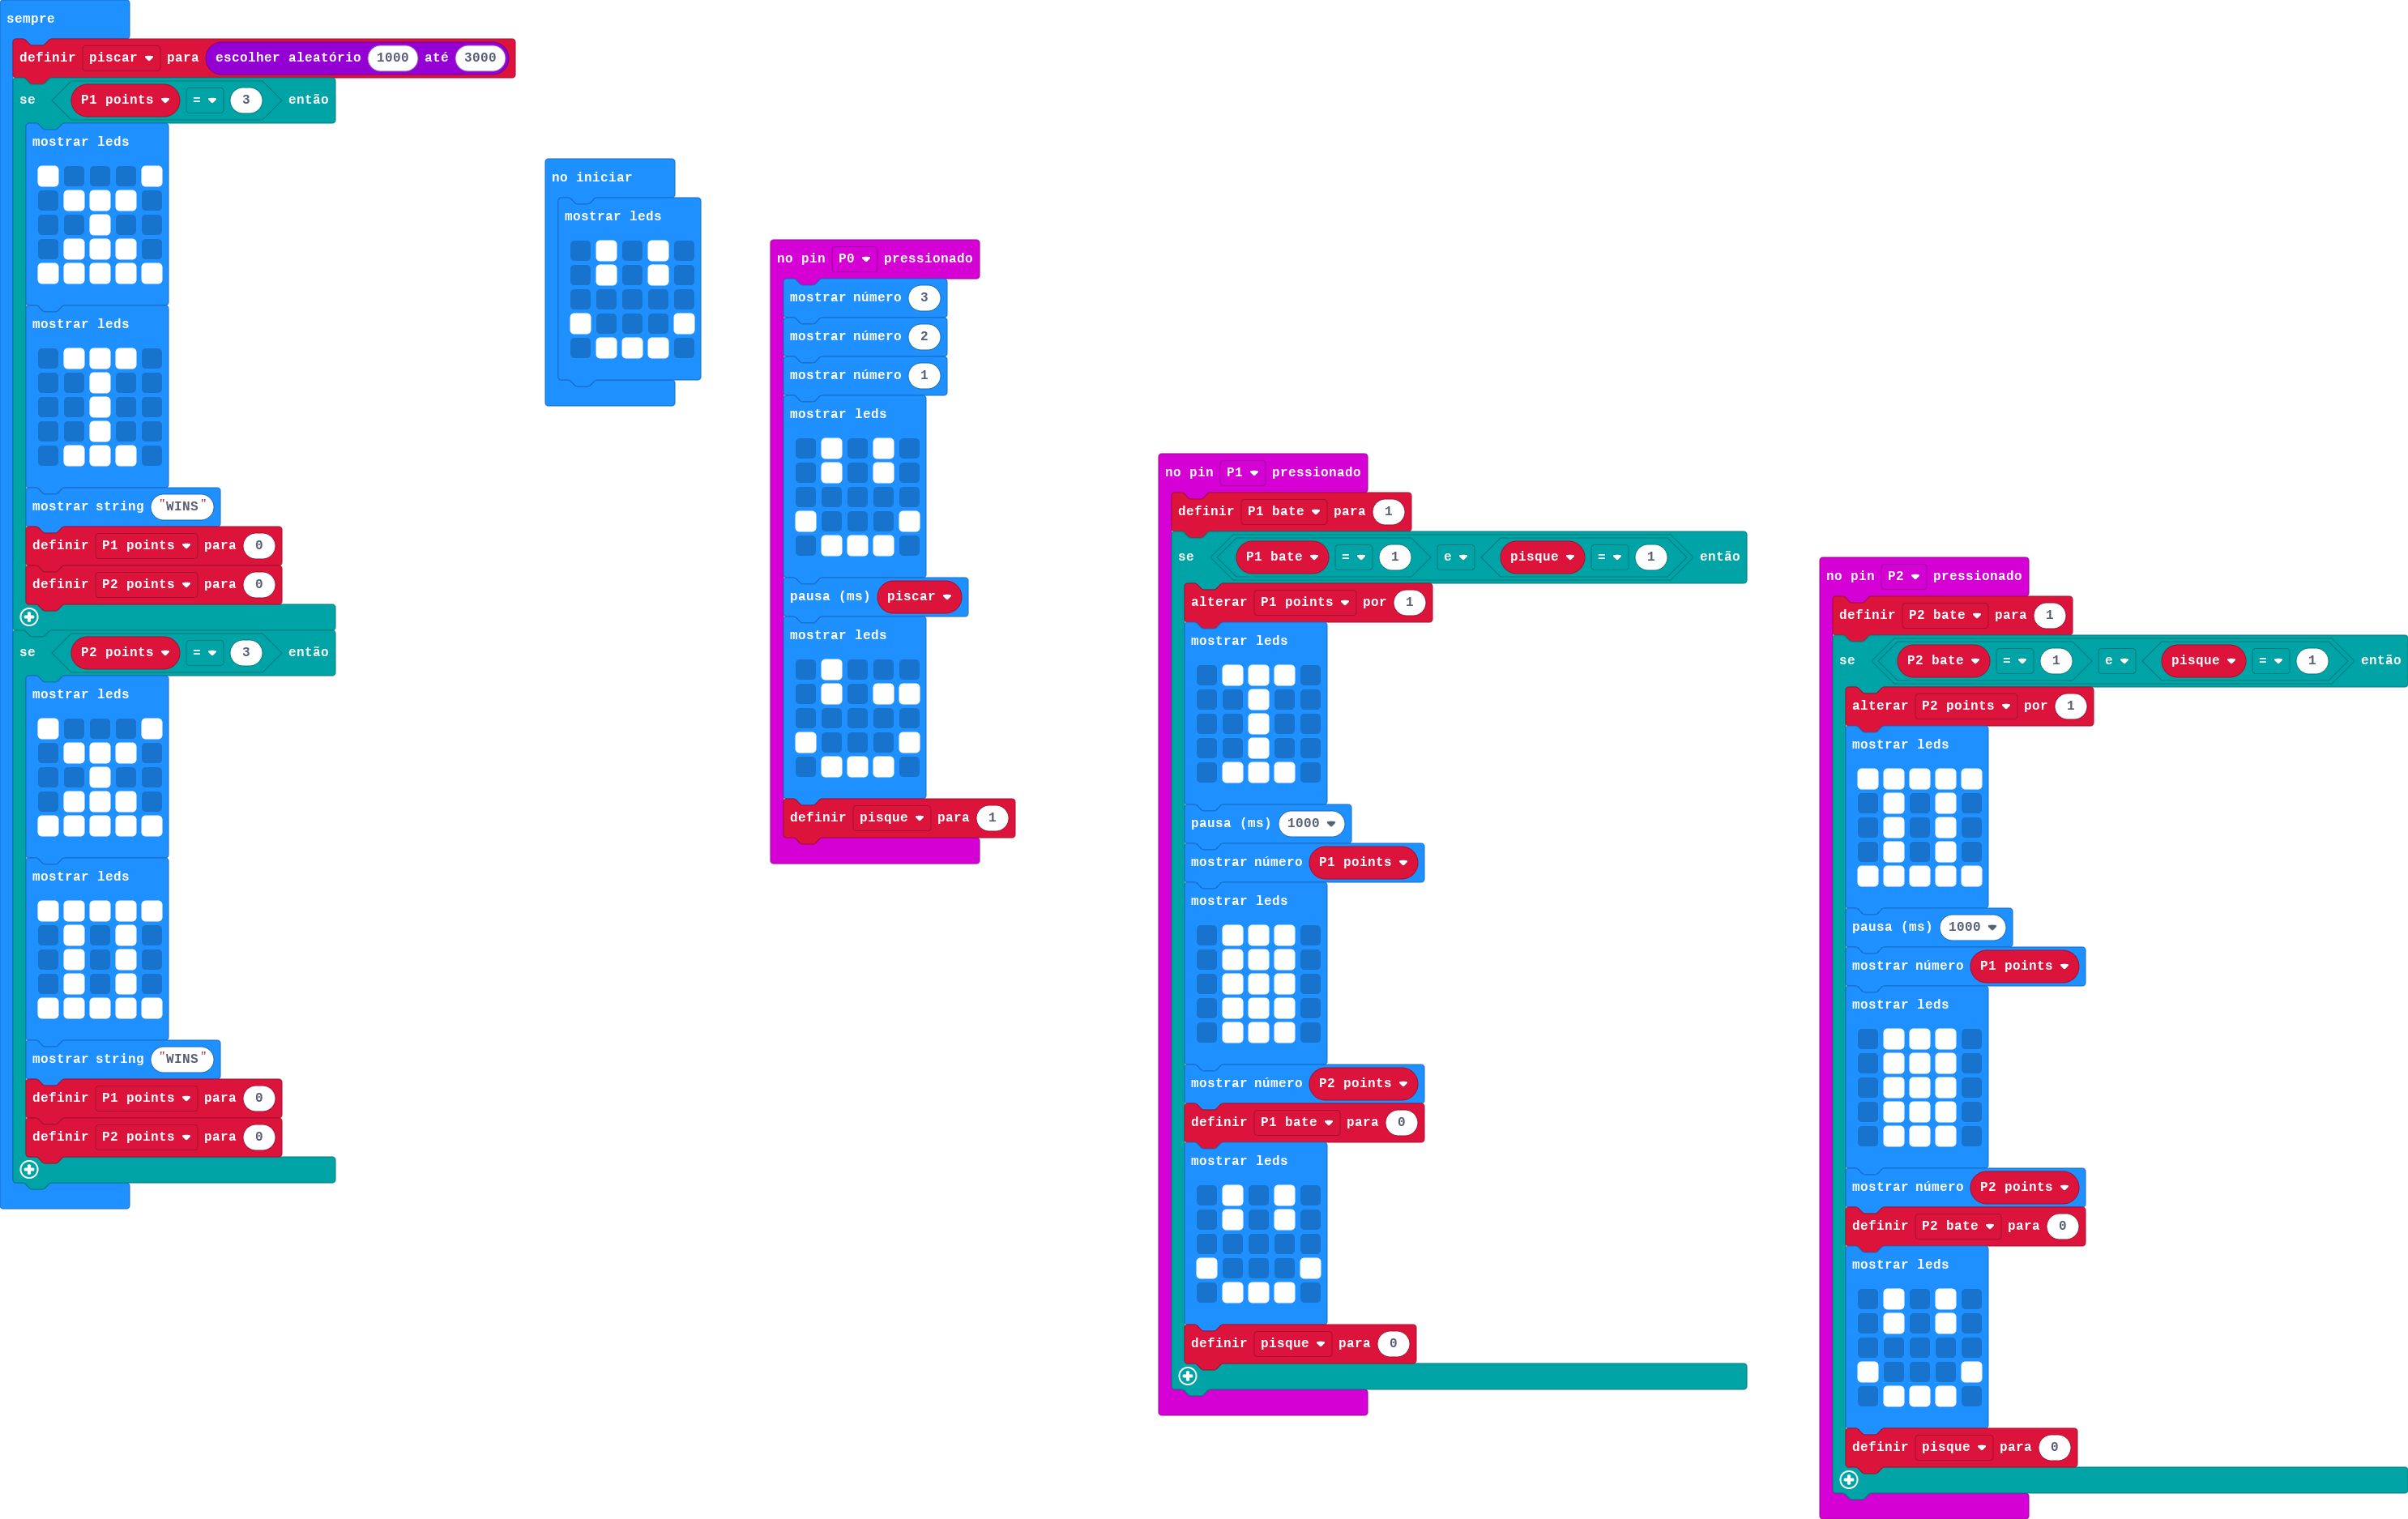 sempre
definir piscar para escolher aleatório 1000 até 3000
se P1 points = 3 então
mostrar leds
mostrar leds
mostrar string "WINS"
definir P1 points para 0
definir P2 points para 0
se P2 points = 3 então
mostrar leds
mostrar leds
mostrar string "WINS"
definir P1 points para 0
definir P2 points para 0
no iniciar
mostrar leds
no pin P0 pressionado
mostrar número 3
mostrar número 2
mostrar número 1
mostrar leds
pausa (ms) piscar
mostrar leds
definir pisque para 1
no pin P1 pressionado
definir P1 bate para 1
se P1 bate = 1 e pisque = 1 então
alterar P1 points por 1
mostrar leds
pausa (ms) 1000
mostrar número P1 points
mostrar leds
mostrar número P2 points
definir P1 bate para 0
mostrar leds
definir pisque para 0
no pin P2 pressionado
definir P2 bate para 1
se P2 bate = 1 e pisque = 1 então
alterar P2 points por 1
mostrar leds
pausa (ms) 1000
mostrar número P1 points
mostrar leds
mostrar número P2 points
definir P2 bate para 0
mostrar leds
definir pisque para 0